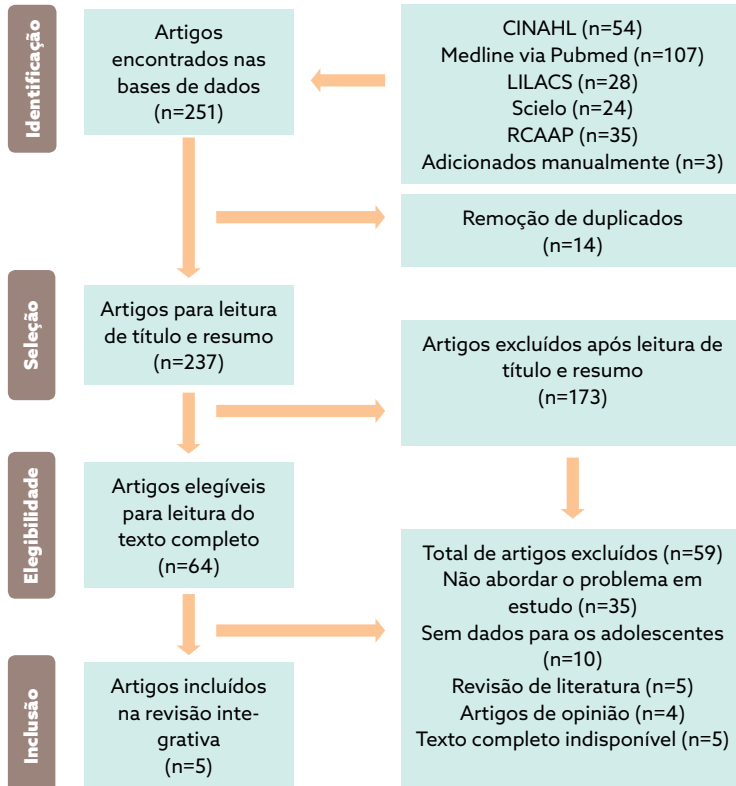 Identificação
Artigos
encontrados nas
bases de dados
(n=251)
CINAHL (n=54)
Medline via Pubmed (n=107)
LILACS (n=28)
Scielo (n=24)
RCAAP (n=35)
Adicionados manualmente (n=3)
Remoção de duplicados
(n=14)
Seleção
Artigos para leitura
de título e resumo
(n=237)
Artigos excluídos após leitura de
título e resumo
(n=173)
Elegibilidade
Artigos elegíveis
para leitura do
texto completo
(n=64)
Total de artigos excluídos (n=59)
Não abordar o problema em
estudo (n=35)
Sem dados para os adolescentes
(n=10)
Revisão de literatura (n=5)
Artigos de opinião (n=4)
Texto completo indisponível (n=5)
Inclusão
Artigos incluídos
na revisão inte-
grativa
(n=5)